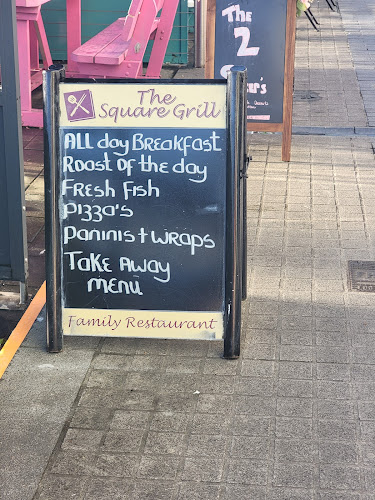 The
Square Grill
ALL day BREAKFAST
ROAST OF the day
FRESH FISH
PIZZA'S
PANINIS + WRAPS
TAKE AWAY
MENU
Family Restaurant
The
2